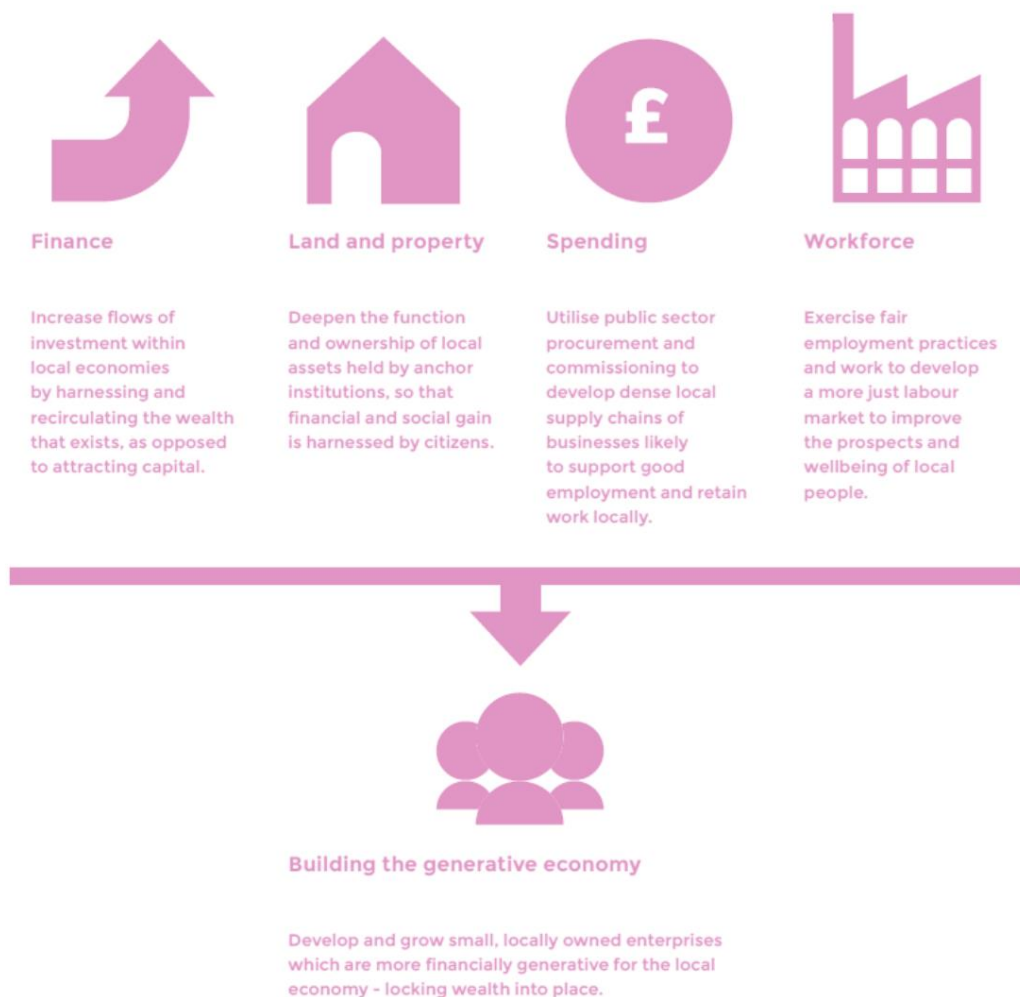 £
Finance
Increase flows of
investment within
local economies
by harnessing and
recirculating the wealth
that exists, as opposed
to attracting capital.
Land and property
Deepen the function
and ownership of local
assets held by anchor
institutions, so that
financial and social gain
is harnessed by citizens.
Spending
Utilise public sector
procurement and
commissioning to
develop dense local
supply chains of
businesses likely
to support good
employment and retain
work locally.
Workforce
Exercise fair
employment practices
and work to develop
a more just labour
market to improve
the prospects and
wellbeing of local
people.
Building the generative economy
Develop and grow small, locally owned enterprises
which are more financially generative for the local
economy - locking wealth into place.